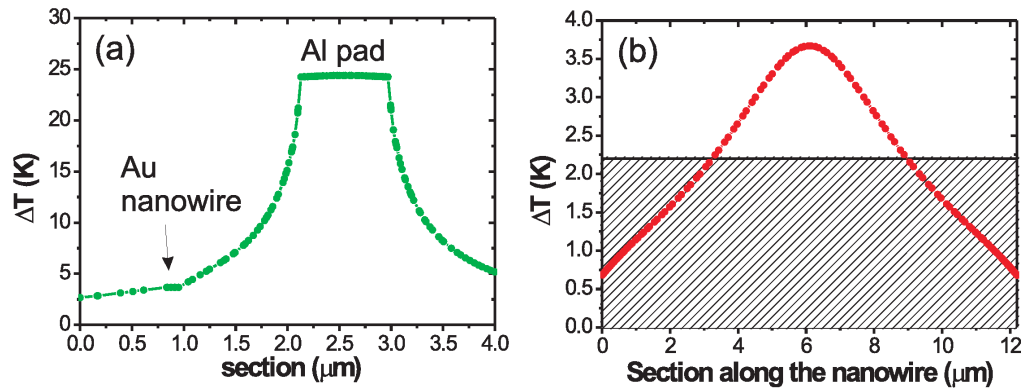 (a)
Al pad
Au
nanowire
ΔT (K)
30
25
20
15
10
5
0
0.0 0.5 1.0 1.5 2.0 2.5 3.0 3.5 4.0
section (μm)
(b)
ΔT (K)
4.0
3.5
3.0
2.5
2.0
1.5
1.0
0.5
0.0
0 2 4 6 8 10 12
Section along the nanowire (μm)